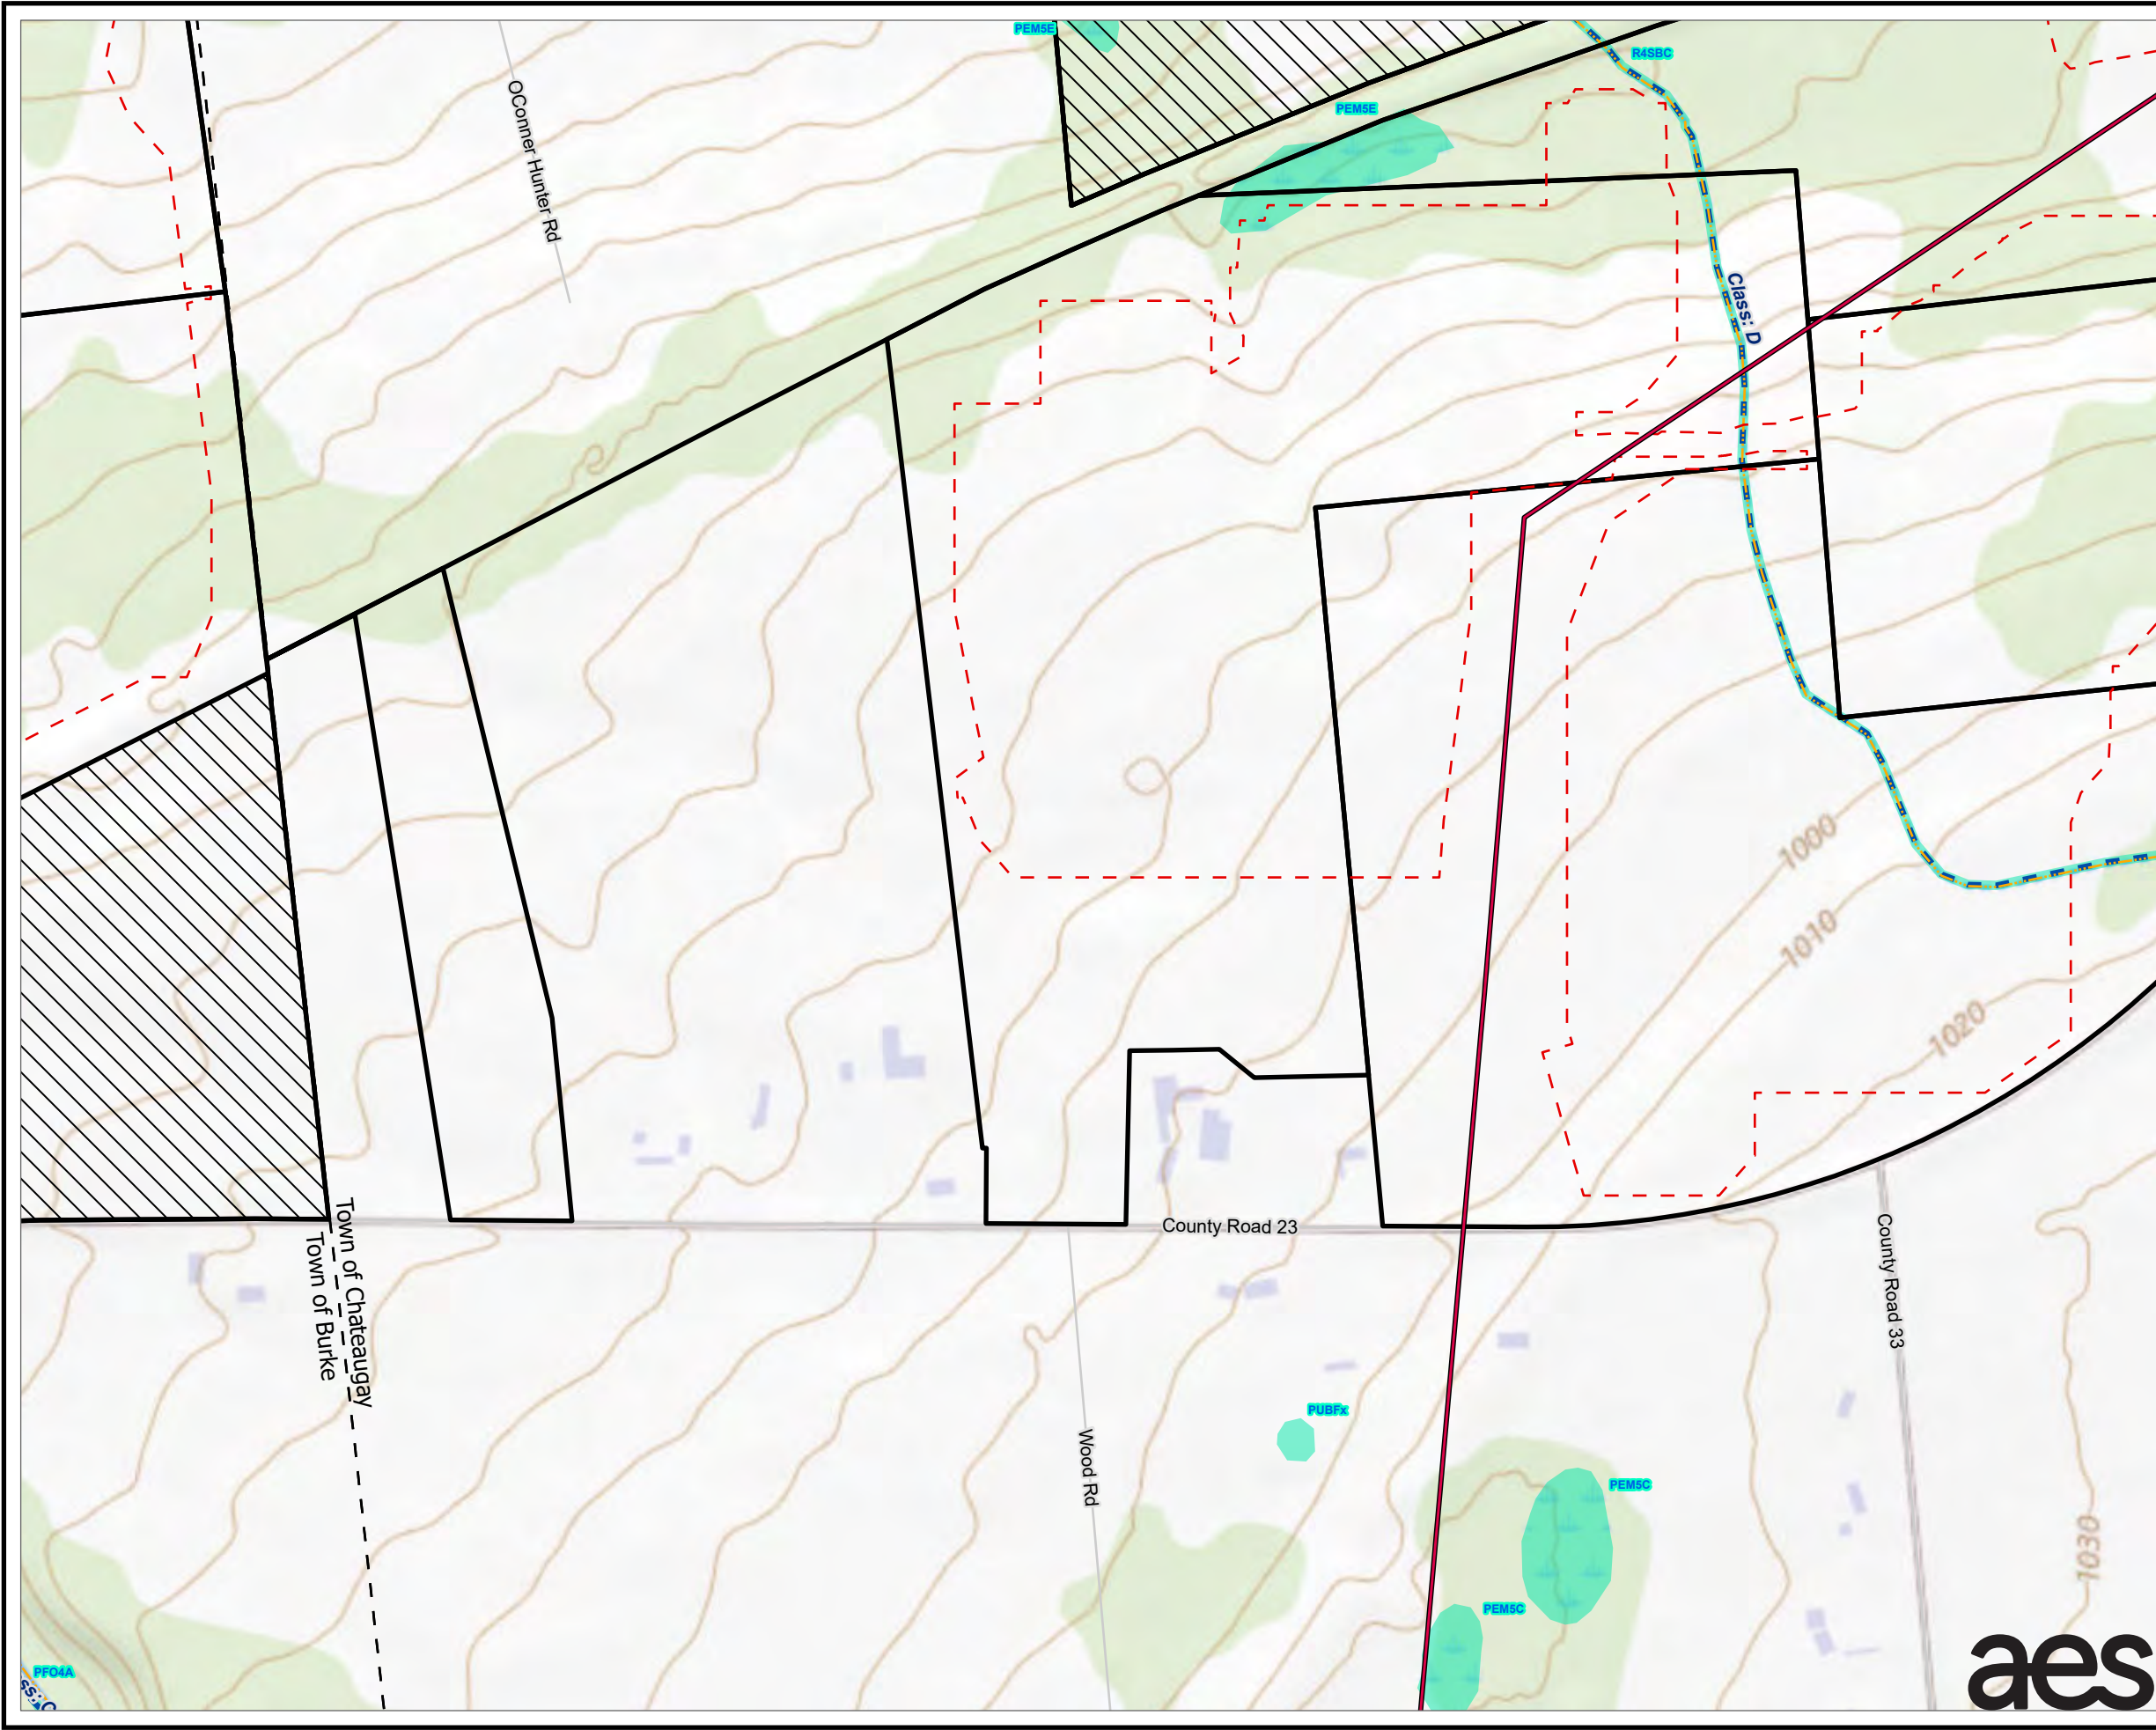 PEM5E
R4SBC
OConner Hunter Rd
PEM5E
Class: D
1000
1010
1020
Town of Chateaugay
Town of Burke
County Road 23
County Road 33
PUBFx
Wood Rd
PEM5C
1030
PEM5C
PFO4A
ss: C
aes